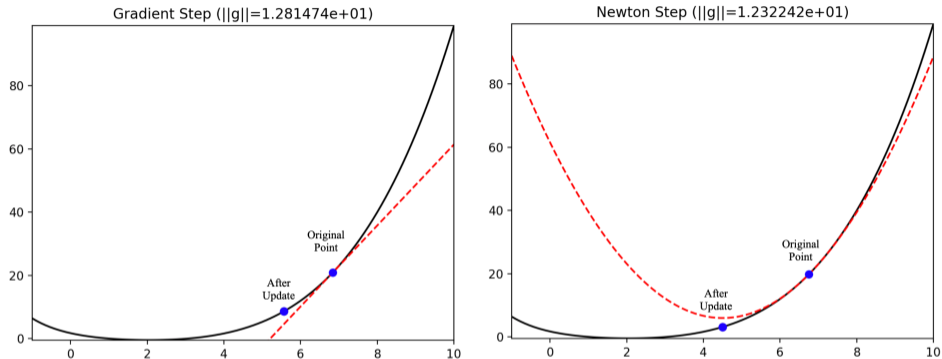 Gradient Step (||g||=1.281474e+01)
80
60
40
20
0
Original
Point
After
Update
0 2 4 6 8 10
Newton Step (||g||=1.232242e+01)
80
60
40
20
0
Original
Point
After
Update
0 2 4 6 8 10